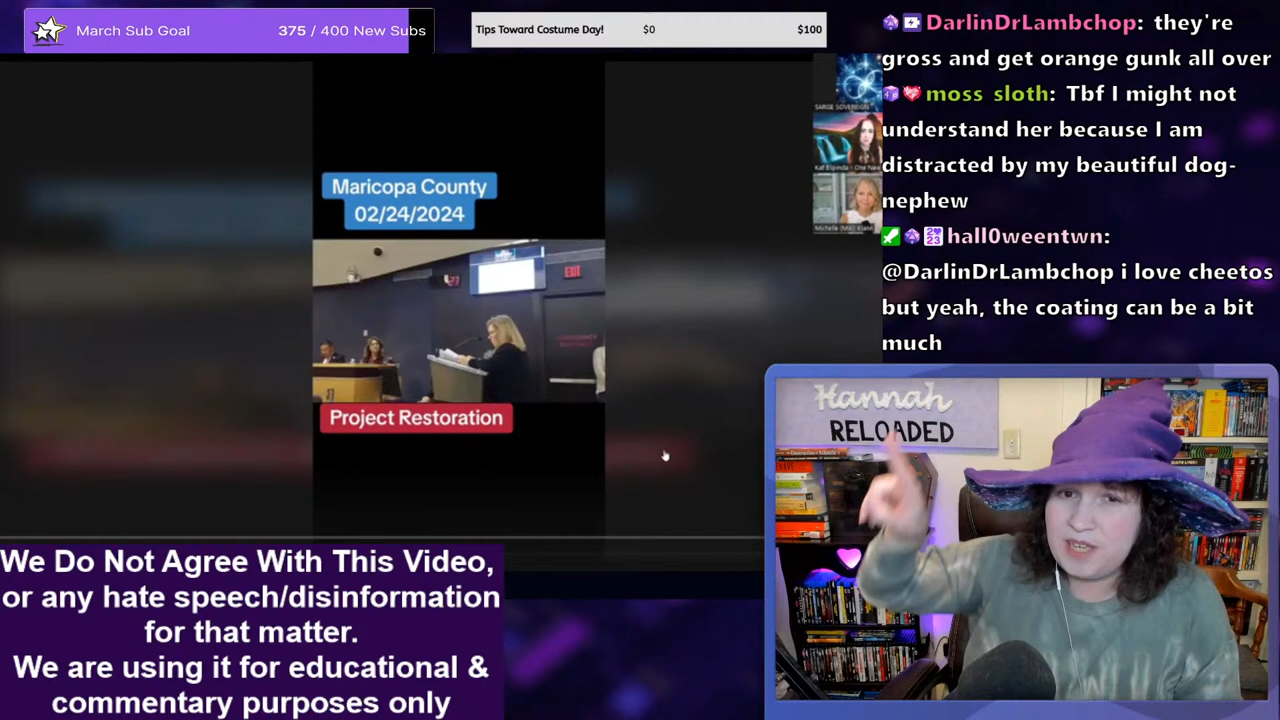 March Sub Goal
375 / 400 New Subs
Tips Toward Costume Day!
$0
$100
DarlinDrLambchop: they're
gross and get orange gunk all over
moss_sloth: Tbf I might not
understand her because I am
distracted by my beautiful dog-
nephew
hall0weentwn:
@DarlinDrLambchop i love cheetos
but yeah, the coating can be a bit
much
SARGE SOVEREIGN
Maricopa County
02/24/2024
EXIT
Project Restoration
Hannah
RELOADED
We Do Not Agree With This Video,
or any hate speech/disinformation
for that matter.
We are using it for educational &
commentary purposes only